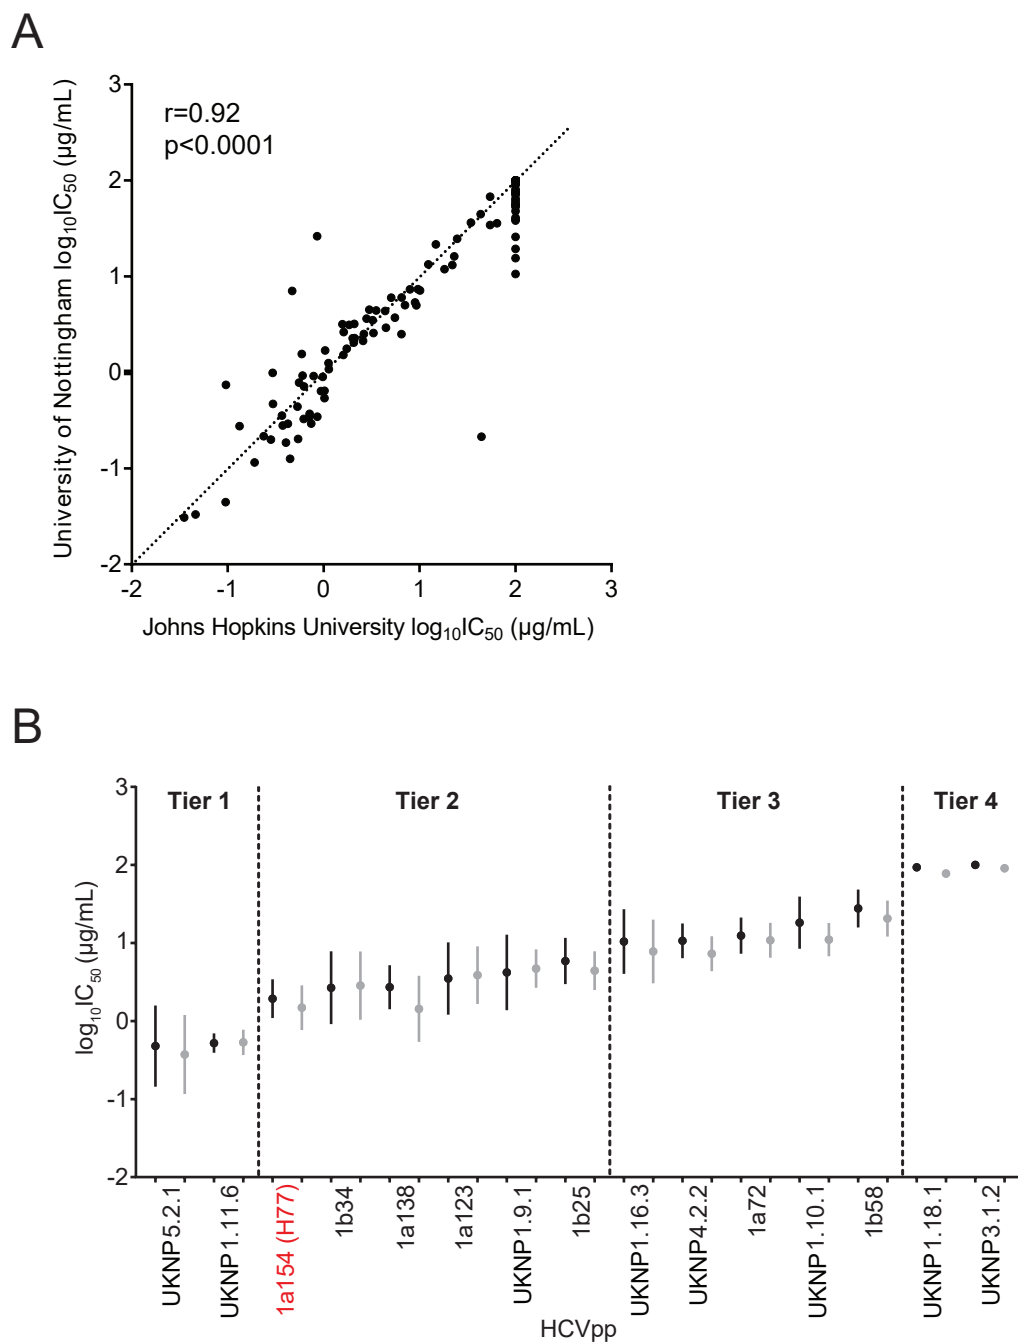 A
r=0.92
p<0.0001
University of Nottingham log10IC50 (µg/mL)
3
2
1
0
-1
-2
-2 -1 0 1 2 3
Johns Hopkins University log10IC50 (µg/mL)
B
Tier 1 Tier 2 Tier 3 Tier 4
log10IC50 (µg/mL)
3
2
1
0
-1
-2
UKNP5.2.1
UKNP1.11.6
1a154 (H77)
1b34
1a138
1a123
UKNP1.9.1
1b25
UKNP1.16.3
UKNP4.2.2
1a72
UKNP1.10.1
1b58
UKNP1.18.1
UKNP3.1.2
HCVpp